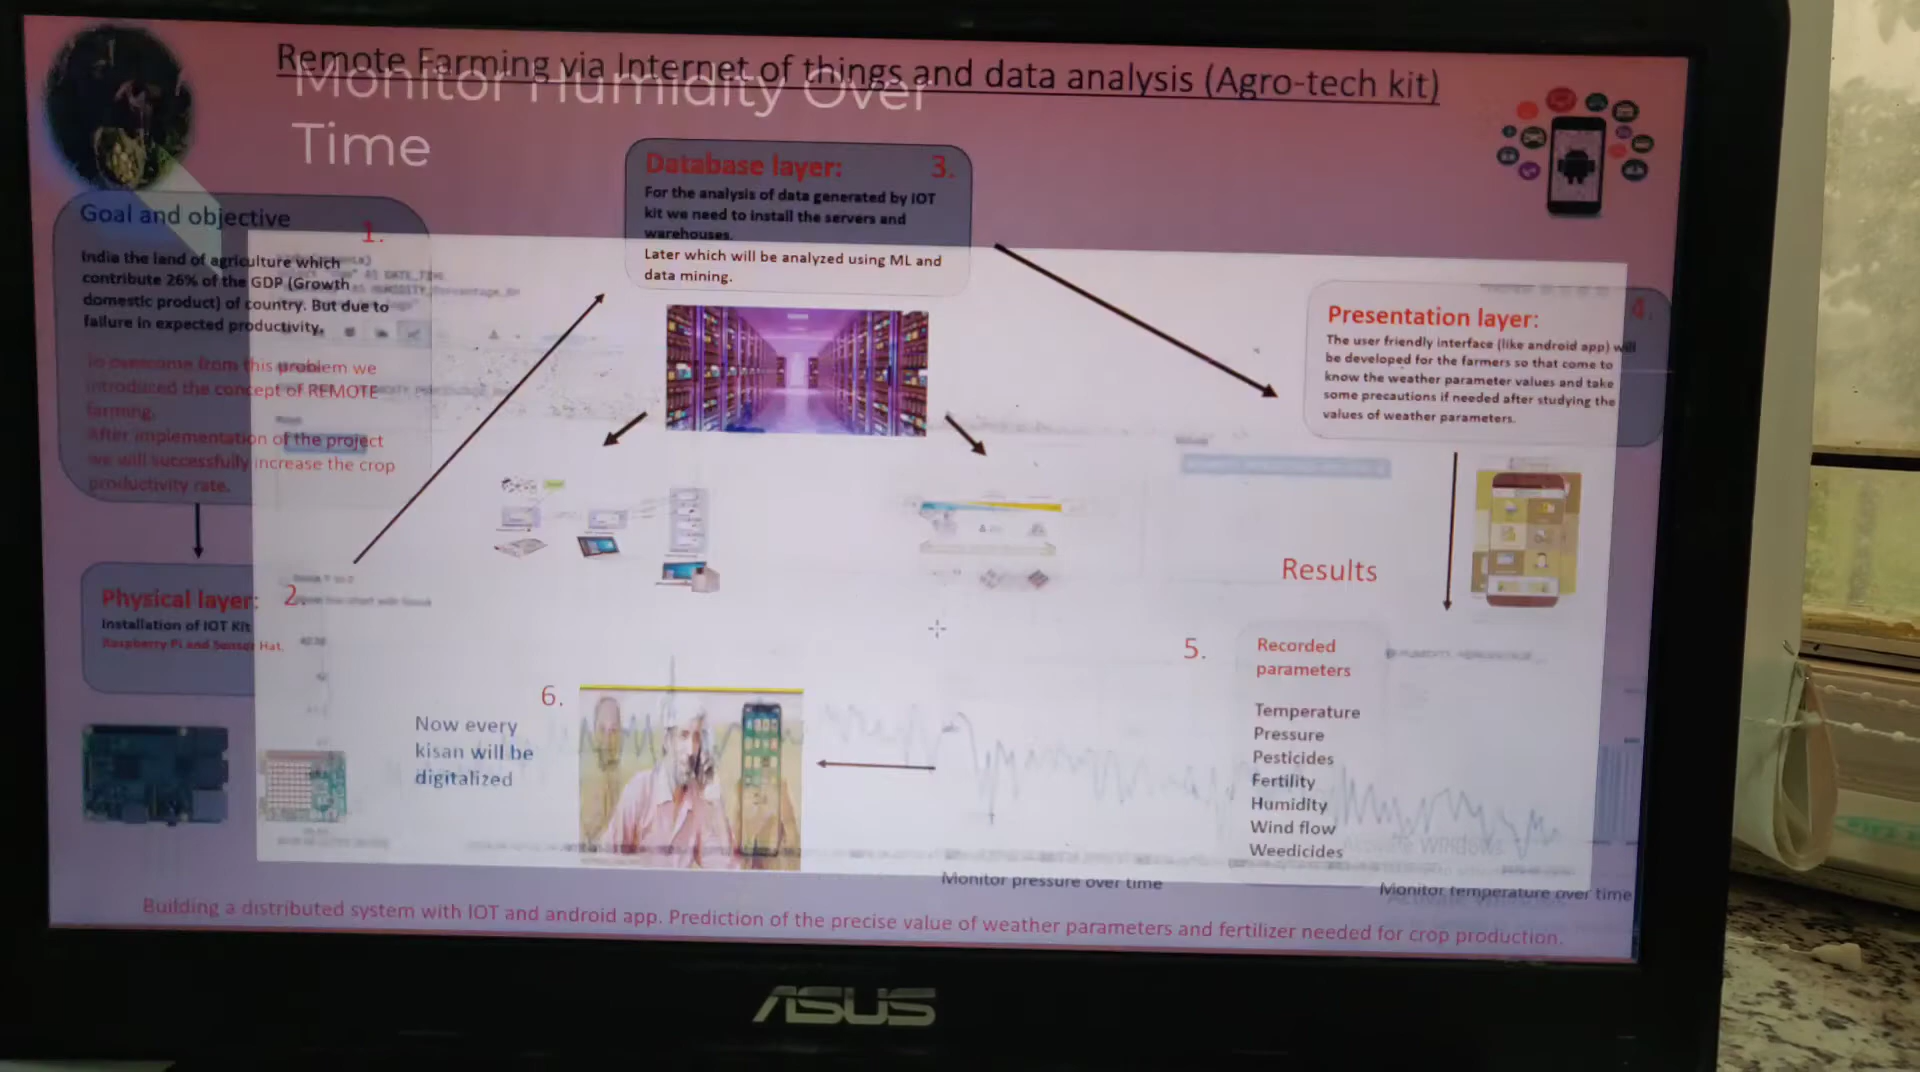 Remote Farming via Internet of things and data analysis (Agro-tech kit)
Monitor Humidity Over
Time
Goal and objective
1.
India the land of agriculture which
contribute 26% of the GDP (Growth
domestic product) of country. But due to
failure in expected productivity.
To overcome from this problem we
introduced the concept of REMOTE
farming.
After implementation of the project
we will successfully increase the crop
productivity rate.
Physical layer:
2.
Installation of IOT Kit
Raspberry Pi and Sensor Hat.
Database layer:
3.
For the analysis of data generated by IOT
kit we need to install the servers and
warehouses.
Later which will be analyzed using ML and
data mining.
4.
Presentation layer:
The user friendly interface (like android app) will
be developed for the farmers so that come to
know the weather parameter values and take
some precautions if needed after studying the
values of weather parameters.
Results
5.
Recorded
parameters
Temperature
Pressure
Pesticides
Fertility
Humidity
Wind flow
Weedicides
6.
Now every
kisan will be
digitalized
Monitor pressure over time
Monitor temperature over time
Building a distributed system with IOT and android app. Prediction of the precise value of weather parameters and fertilizer needed for crop production.
ASUS